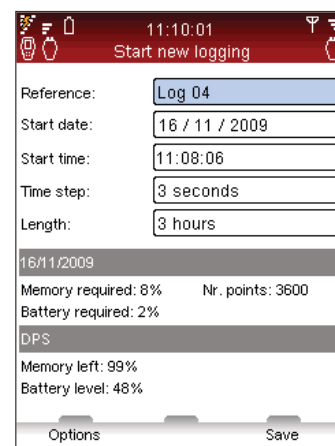 11:10:01
Start new logging
Reference: Log 04
Start date: 16 / 11 / 2009
Start time: 11:08:06
Time step: 3 seconds
Length: 3 hours
16/11/2009
Memory required: 8% Nr. points: 3600
Battery required: 2%
DPS
Memory left: 99%
Battery level: 48%
Options Save